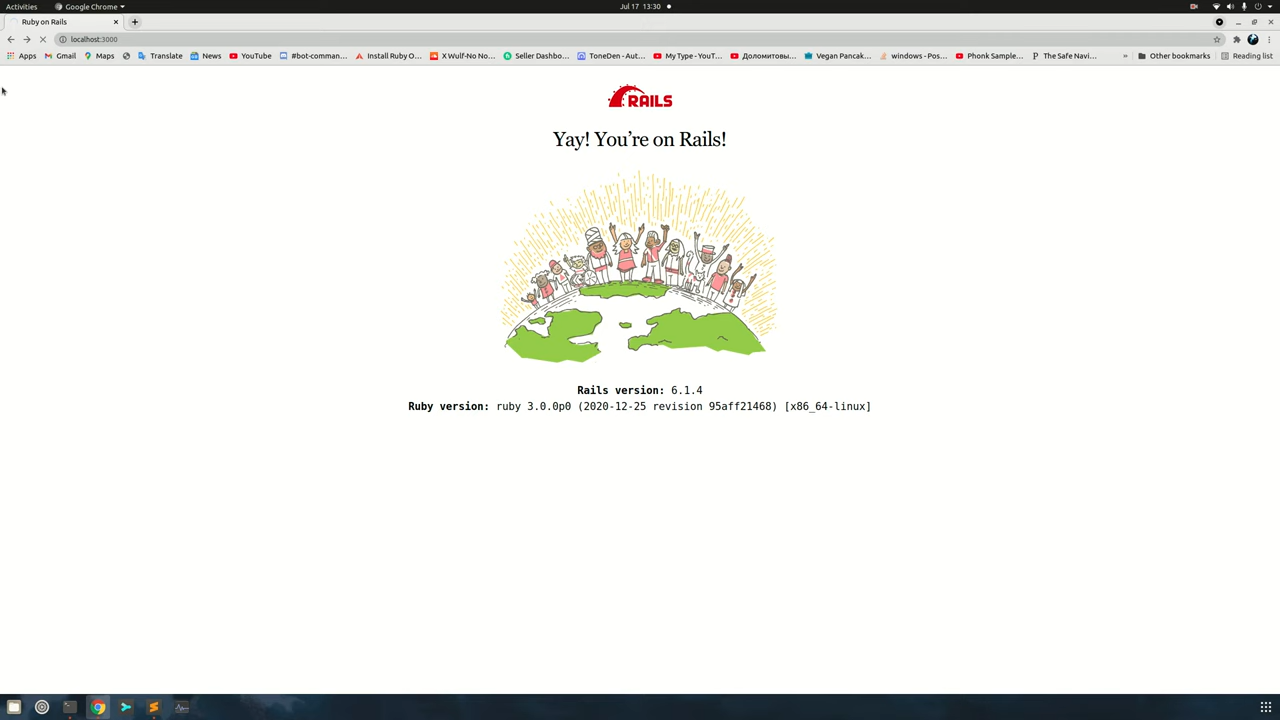 Activities
Google Chrome
Jul 17 13:30
Ruby on Rails
localhost:3000
Apps
Gmail
Maps
Translate
News
YouTube
#bot-comman...
Install Ruby O...
X Wulf-No No...
Seller Dashbo...
ToneDen - Aut...
My Type - YouT...
Доломитовы...
Vegan Pancak...
windows - Pos...
Phonk Sample...
The Safe Navi...
»
Other bookmarks
Reading list
RAILS
Yay! You’re on Rails!
Rails version: 6.1.4
Ruby version: ruby 3.0.0p0 (2020-12-25 revision 95aff21468) [x86_64-linux]